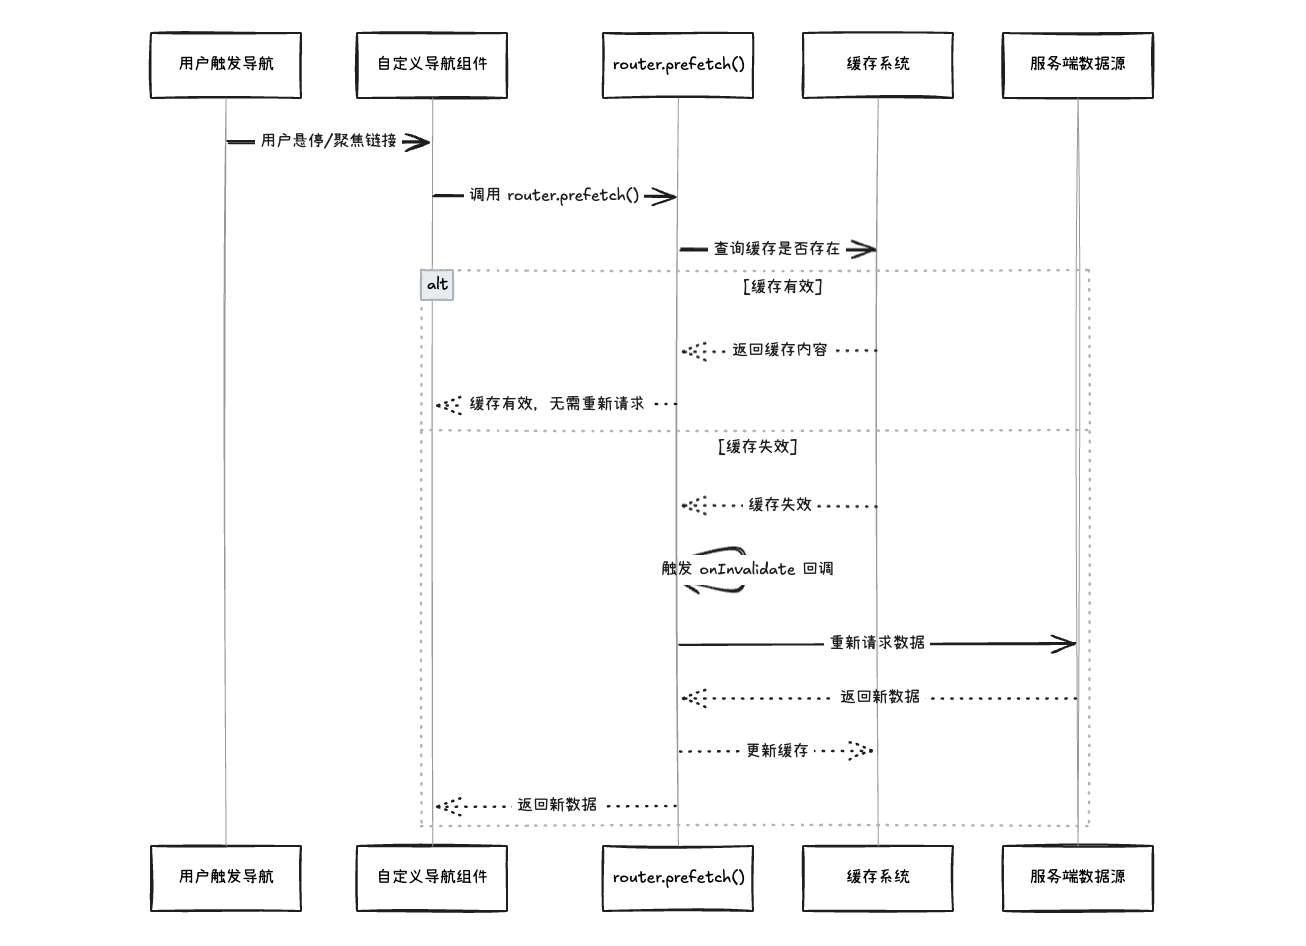 用户触发导航
自定义导航组件
router.prefetch()
缓存系统
服务端数据源
用户悬停/聚焦链接
调用 router.prefetch()
查询缓存是否存在
alt
[缓存有效]
返回缓存内容
缓存有效，无需重新请求
[缓存失效]
缓存失效
触发 onInvalidate 回调
重新请求数据
返回新数据
更新缓存
返回新数据
用户触发导航
自定义导航组件
router.prefetch()
缓存系统
服务端数据源